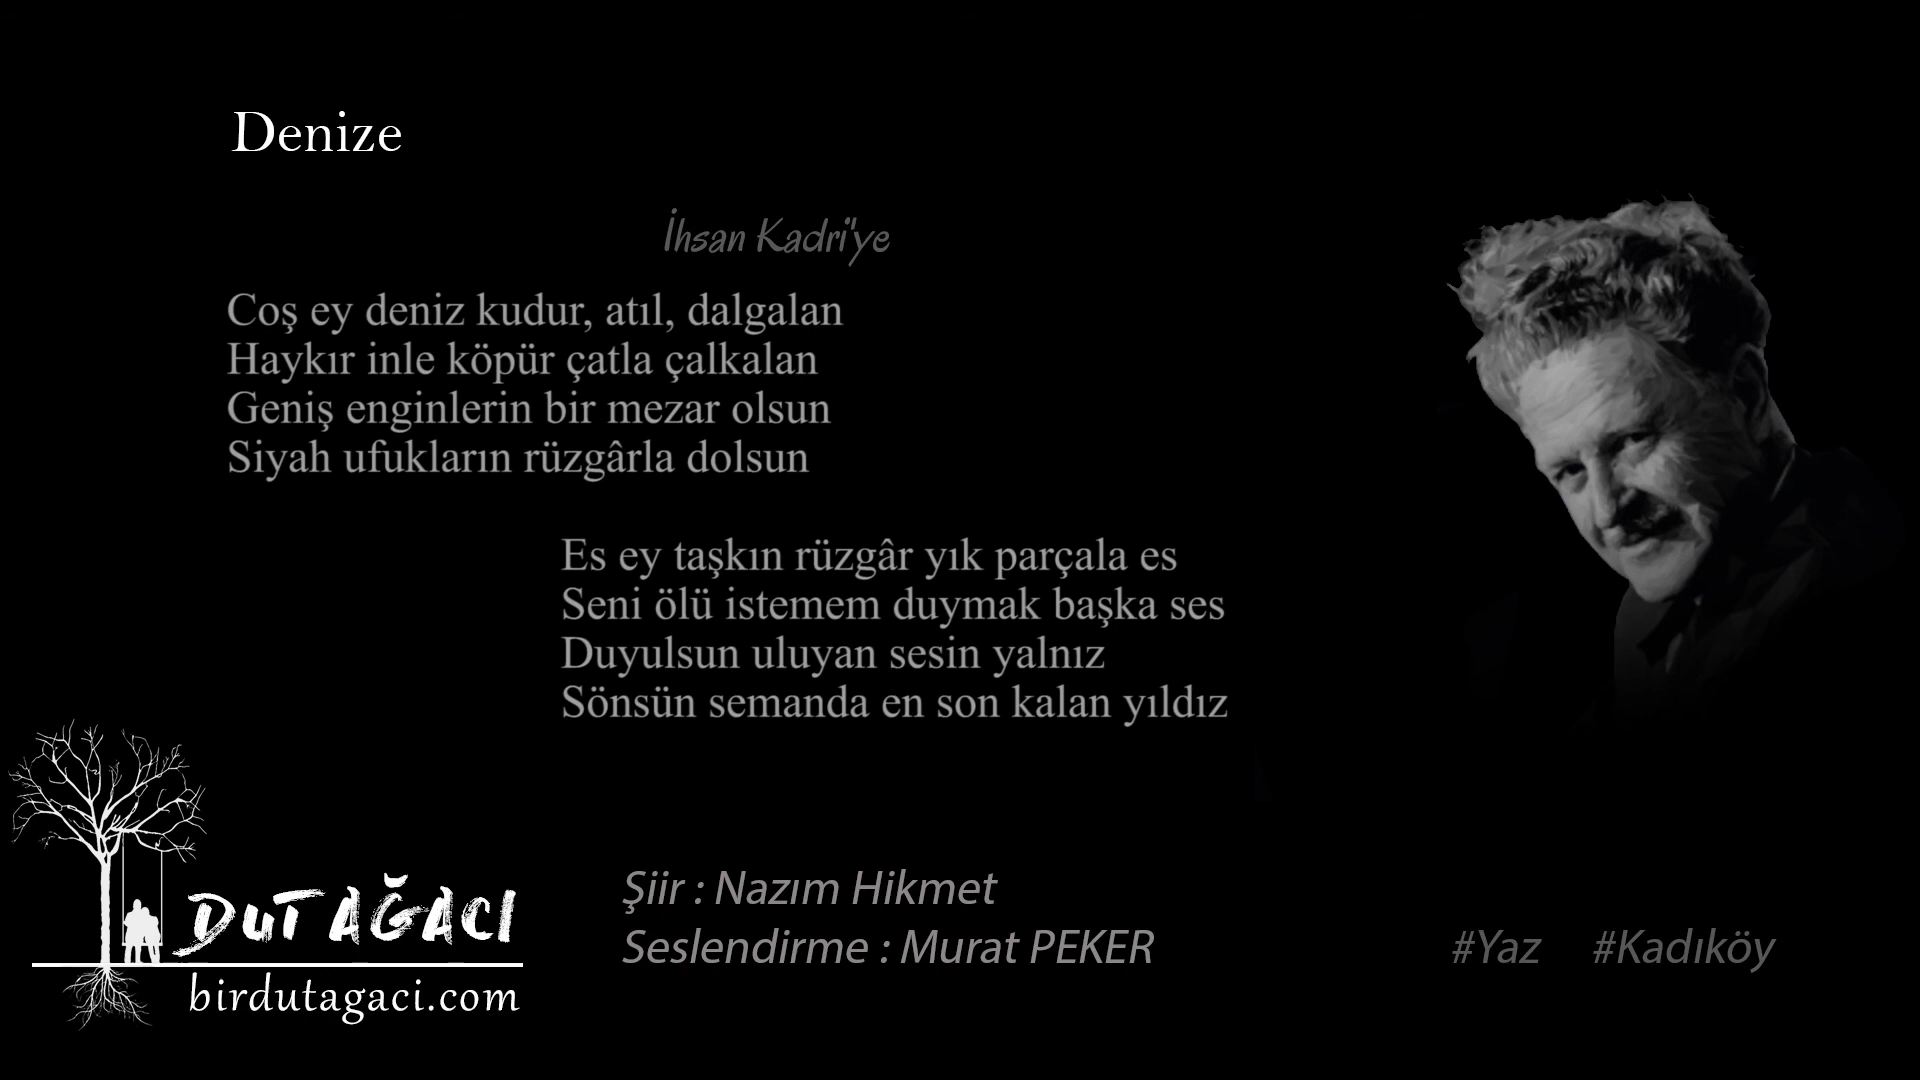 Denize
İhsan Kadri'ye
Coş ey deniz kudur, atıl, dalgalan
Haykır inle köpür çatla çalkalan
Geniş enginlerin bir mezar olsun
Siyah ufukların rüzgârla dolsun
Es ey taşkın rüzgâr yık parçala es
Seni ölü istemem duymak başka ses
Duyulsun uluyan sesin yalnız
Sönsün semanda en son kalan yıldız
Şiir : Nazım Hikmet
Seslendirme : Murat PEKER
#Yaz #Kadıköy
DUT AĞACI
birdutagaci.com